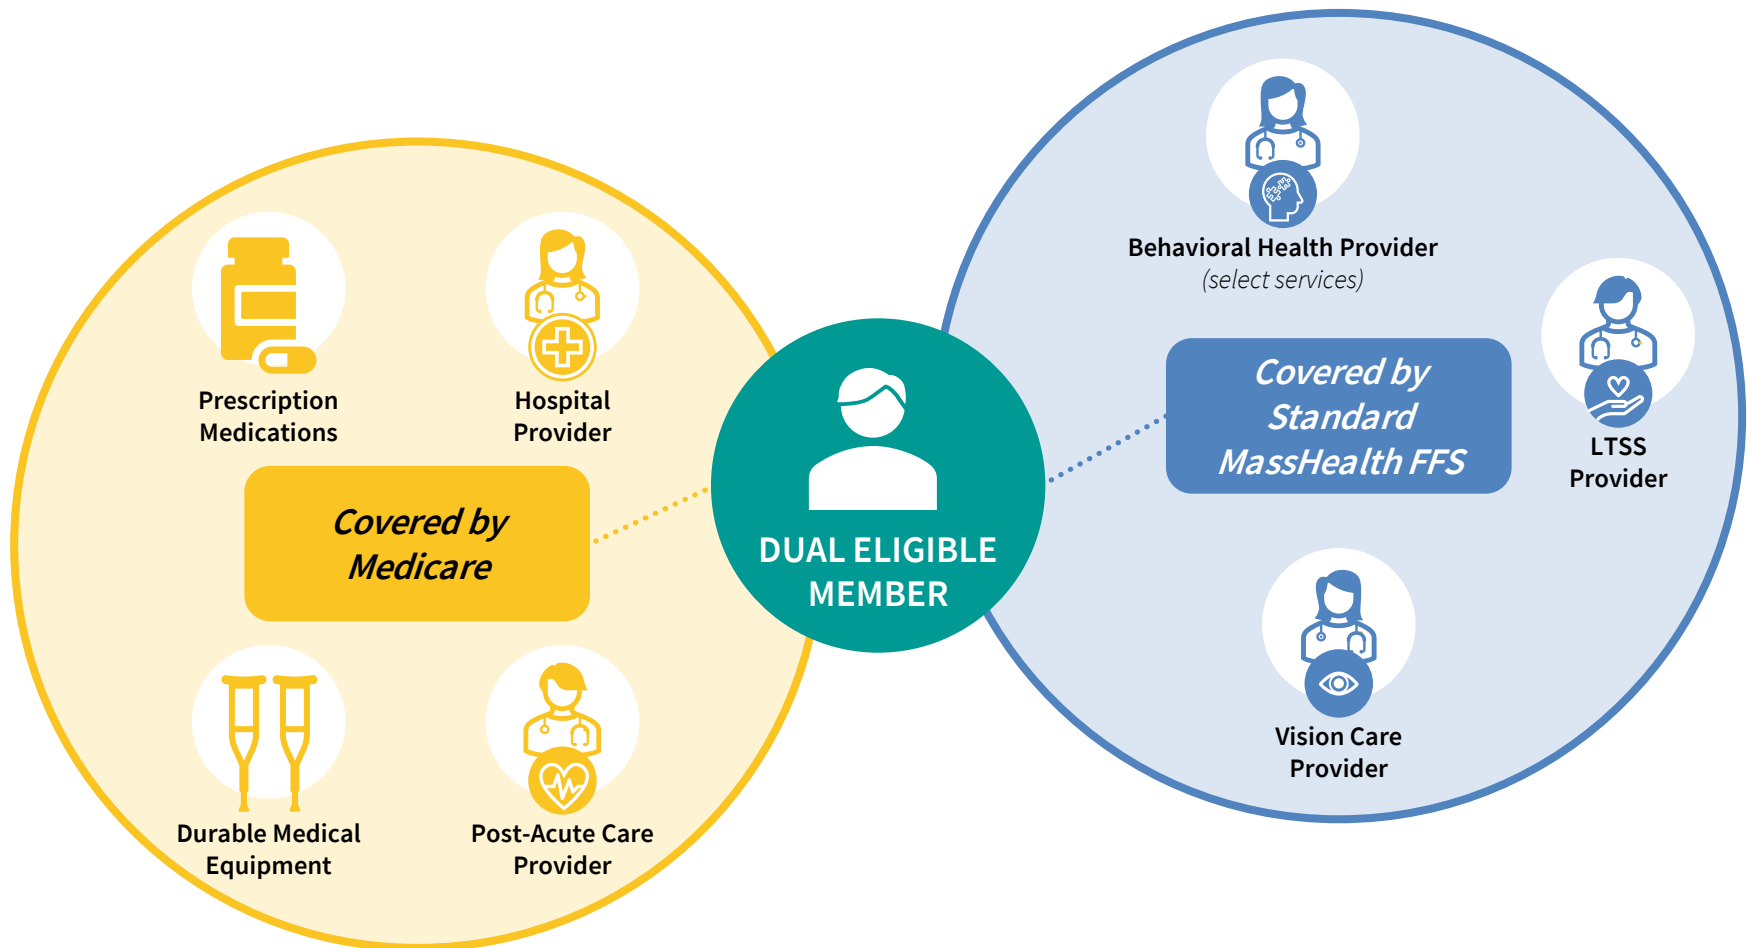 Prescription
Medications
Hospital
Provider
Covered by
Medicare
Durable Medical
Equipment
Post-Acute Care
Provider
DUAL ELIGIBLE
MEMBER
Behavioral Health Provider
(select services)
Covered by
Standard
MassHealth FFS
LTSS
Provider
Vision Care
Provider